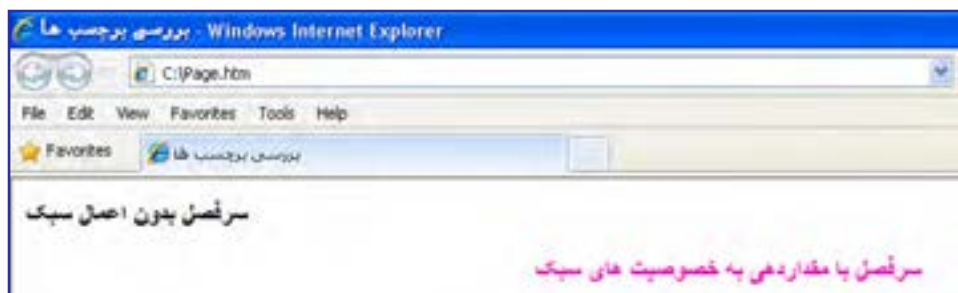 بررسی برچسب ها - Windows Internet Explorer
C:\Page.htm
File Edit View Favorites Tools Help
Favorites بررسی برچسب ها
سرفصل بدون اعمال سبک
سرفصل با مقداردهی به خصوصیت های سبک